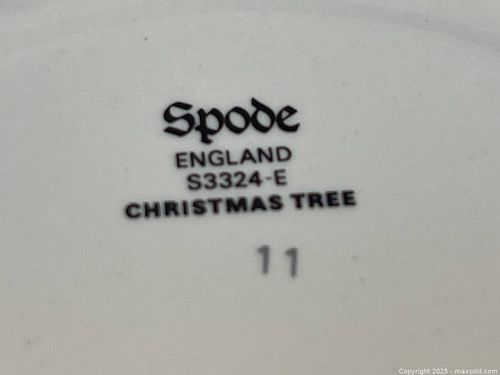 Spode
ENGLAND
S3324-E
CHRISTMAS TREE
11
Copyright 2025 - maxsold.com